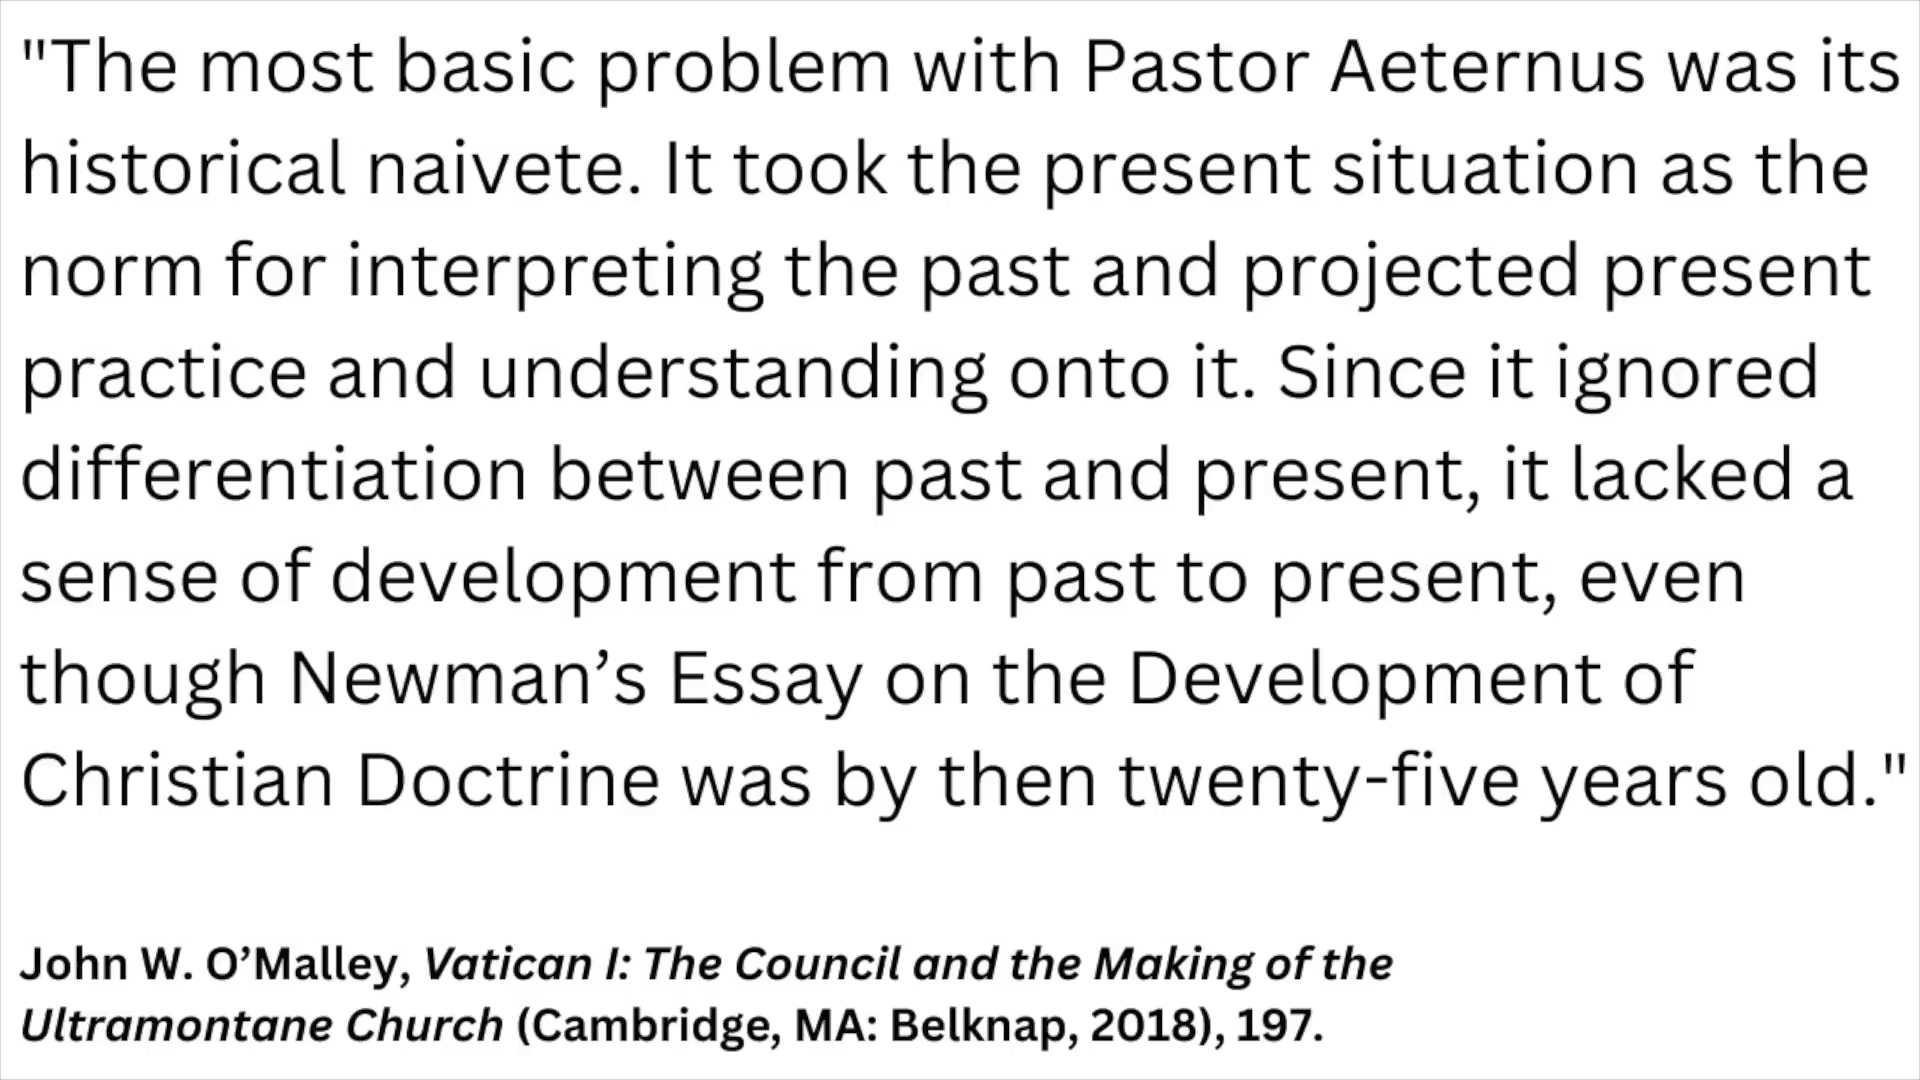 "The most basic problem with Pastor Aeternus was its
historical naivete. It took the present situation as the
norm for interpreting the past and projected present
practice and understanding onto it. Since it ignored
differentiation between past and present, it lacked a
sense of development from past to present, even
though Newman’s Essay on the Development of
Christian Doctrine was by then twenty-five years old."
John W. O’Malley, Vatican I: The Council and the Making of the
Ultramontane Church (Cambridge, MA: Belknap, 2018), 197.